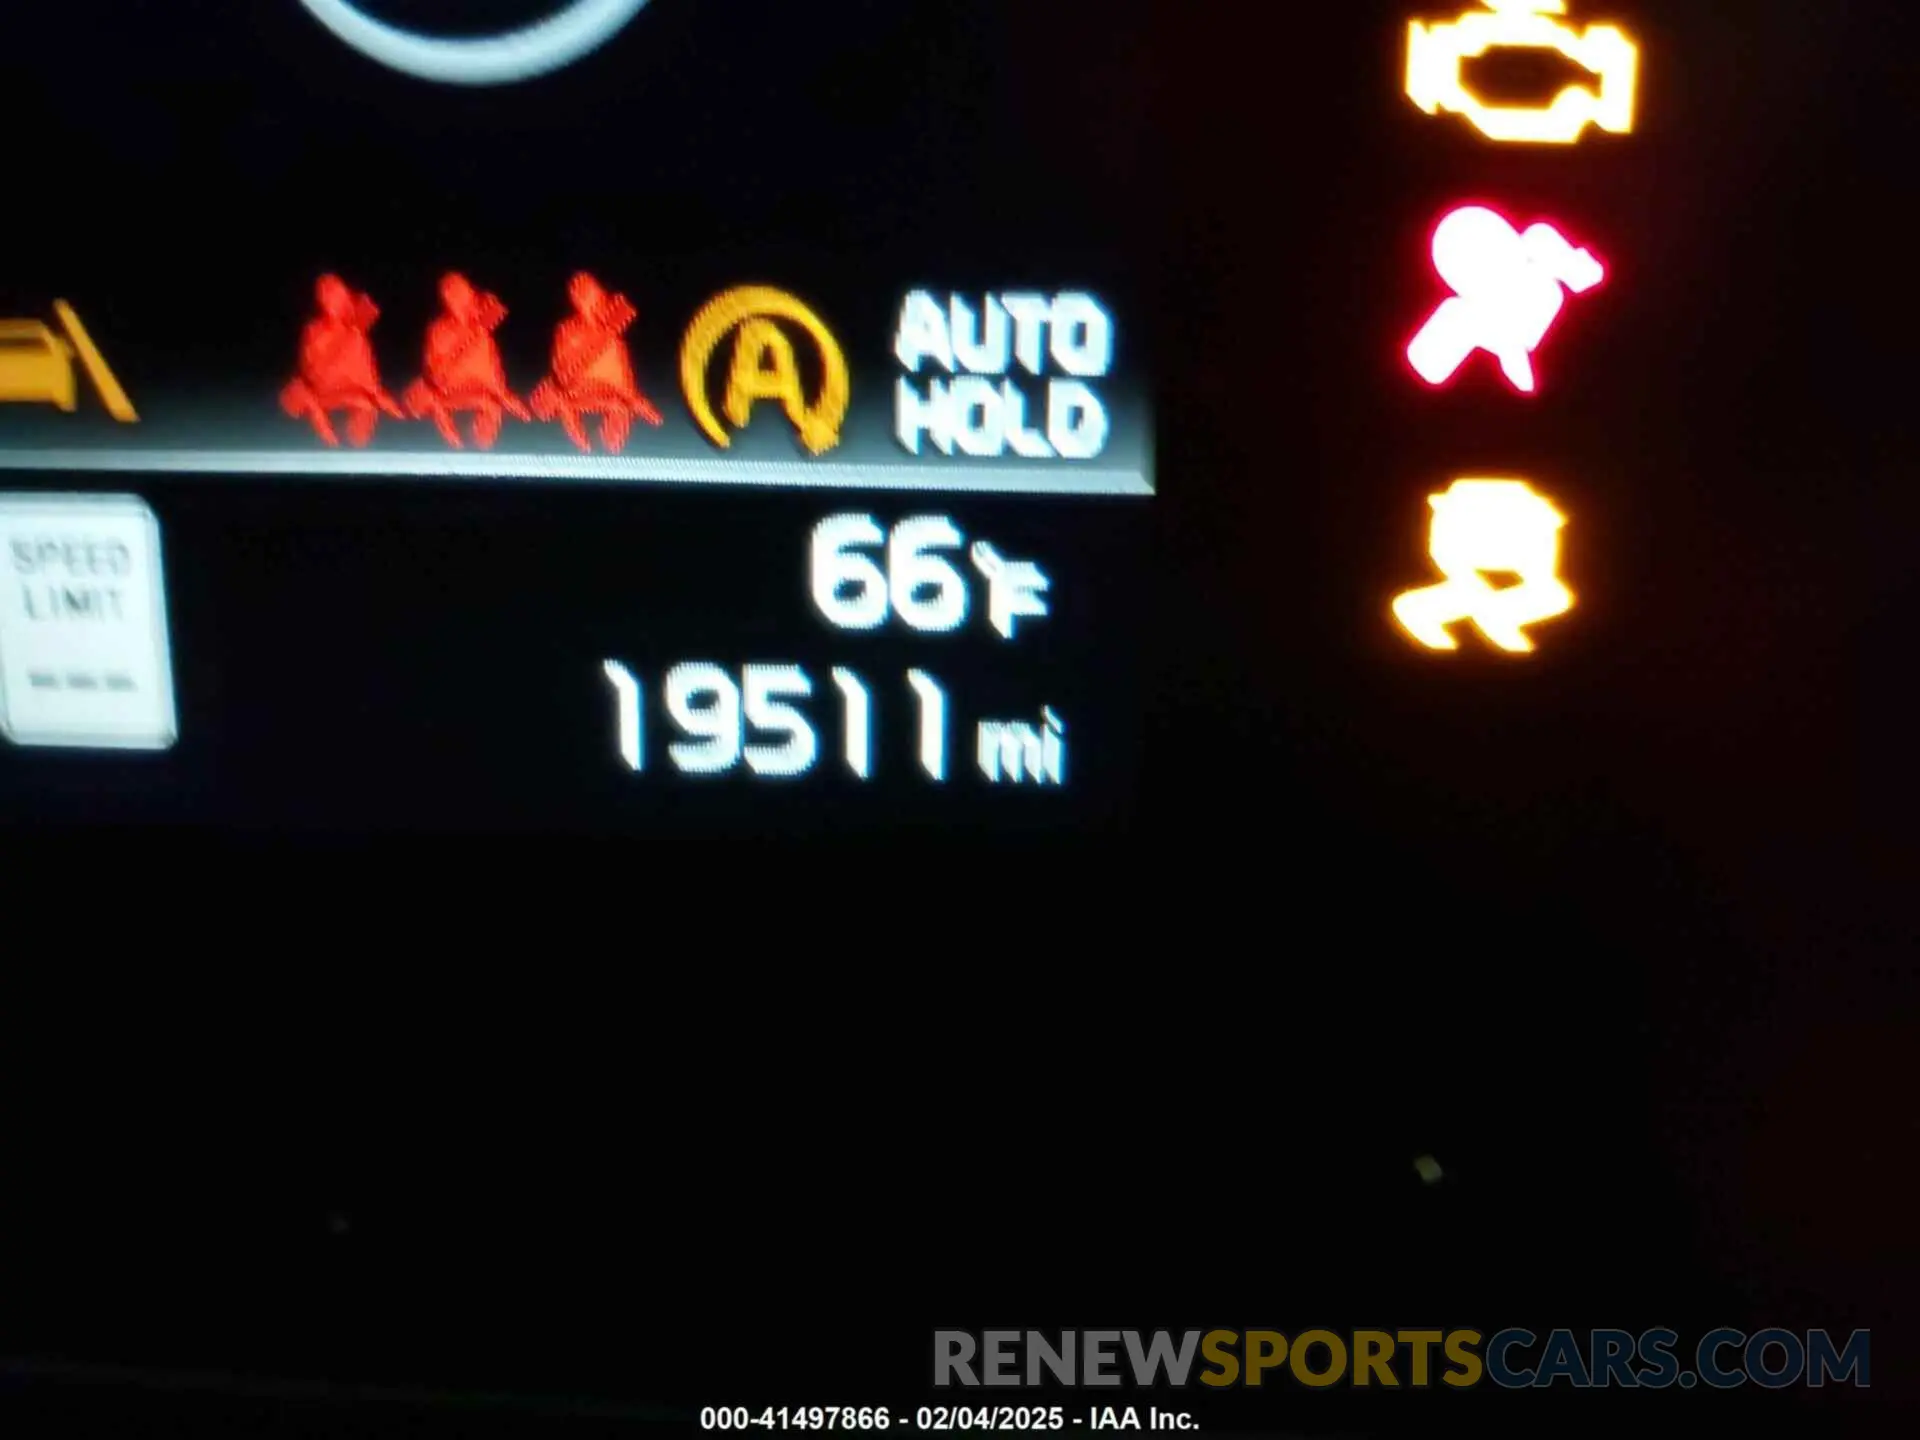 A
AUTO
HOLD
SPEED
LIMIT
---
66°F
19511 mi
RENEWSPORTSCARS.COM
000-41497866 - 02/04/2025 - IAA Inc.